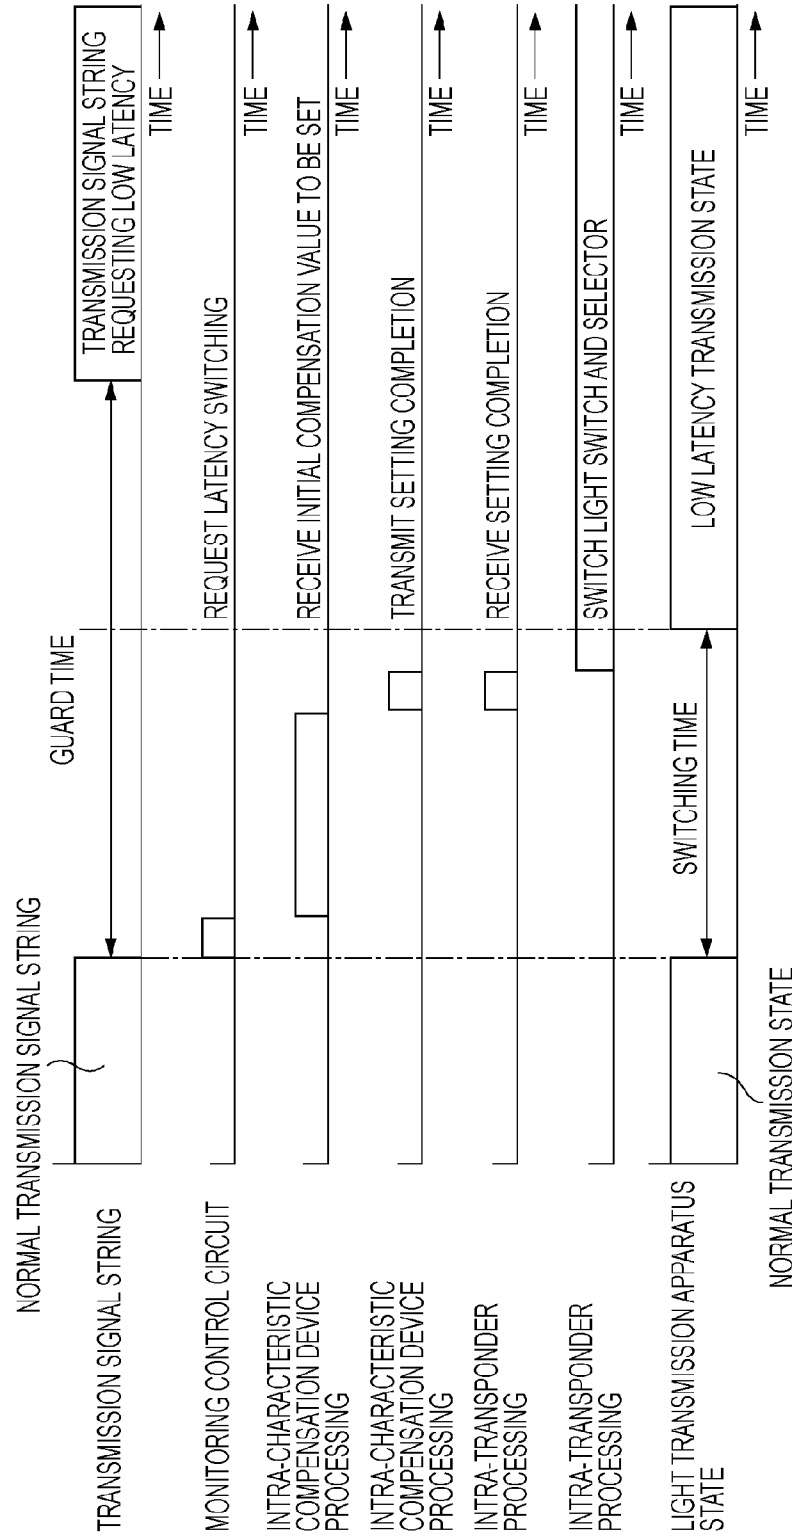 NORMAL TRANSMISSION SIGNAL STRING
GUARD TIME
TRANSMISSION SIGNAL STRING
TRANSMISSION SIGNAL STRING
REQUESTING LOW LATENCY
TIME
MONITORING CONTROL CIRCUIT
REQUEST LATENCY SWITCHING
TIME
INTRA-CHARACTERISTIC
COMPENSATION DEVICE
PROCESSING
RECEIVE INITIAL COMPENSATION VALUE TO BE SET
TIME
INTRA-CHARACTERISTIC
COMPENSATION DEVICE
PROCESSING
TRANSMIT SETTING COMPLETION
TIME
INTRA-TRANSPONDER
PROCESSING
RECEIVE SETTING COMPLETION
TIME
INTRA-TRANSPONDER
PROCESSING
SWITCH LIGHT SWITCH AND SELECTOR
TIME
LIGHT TRANSMISSION APPARATUS
STATE
SWITCHING TIME
LOW LATENCY TRANSMISSION STATE
TIME
NORMAL TRANSMISSION STATE